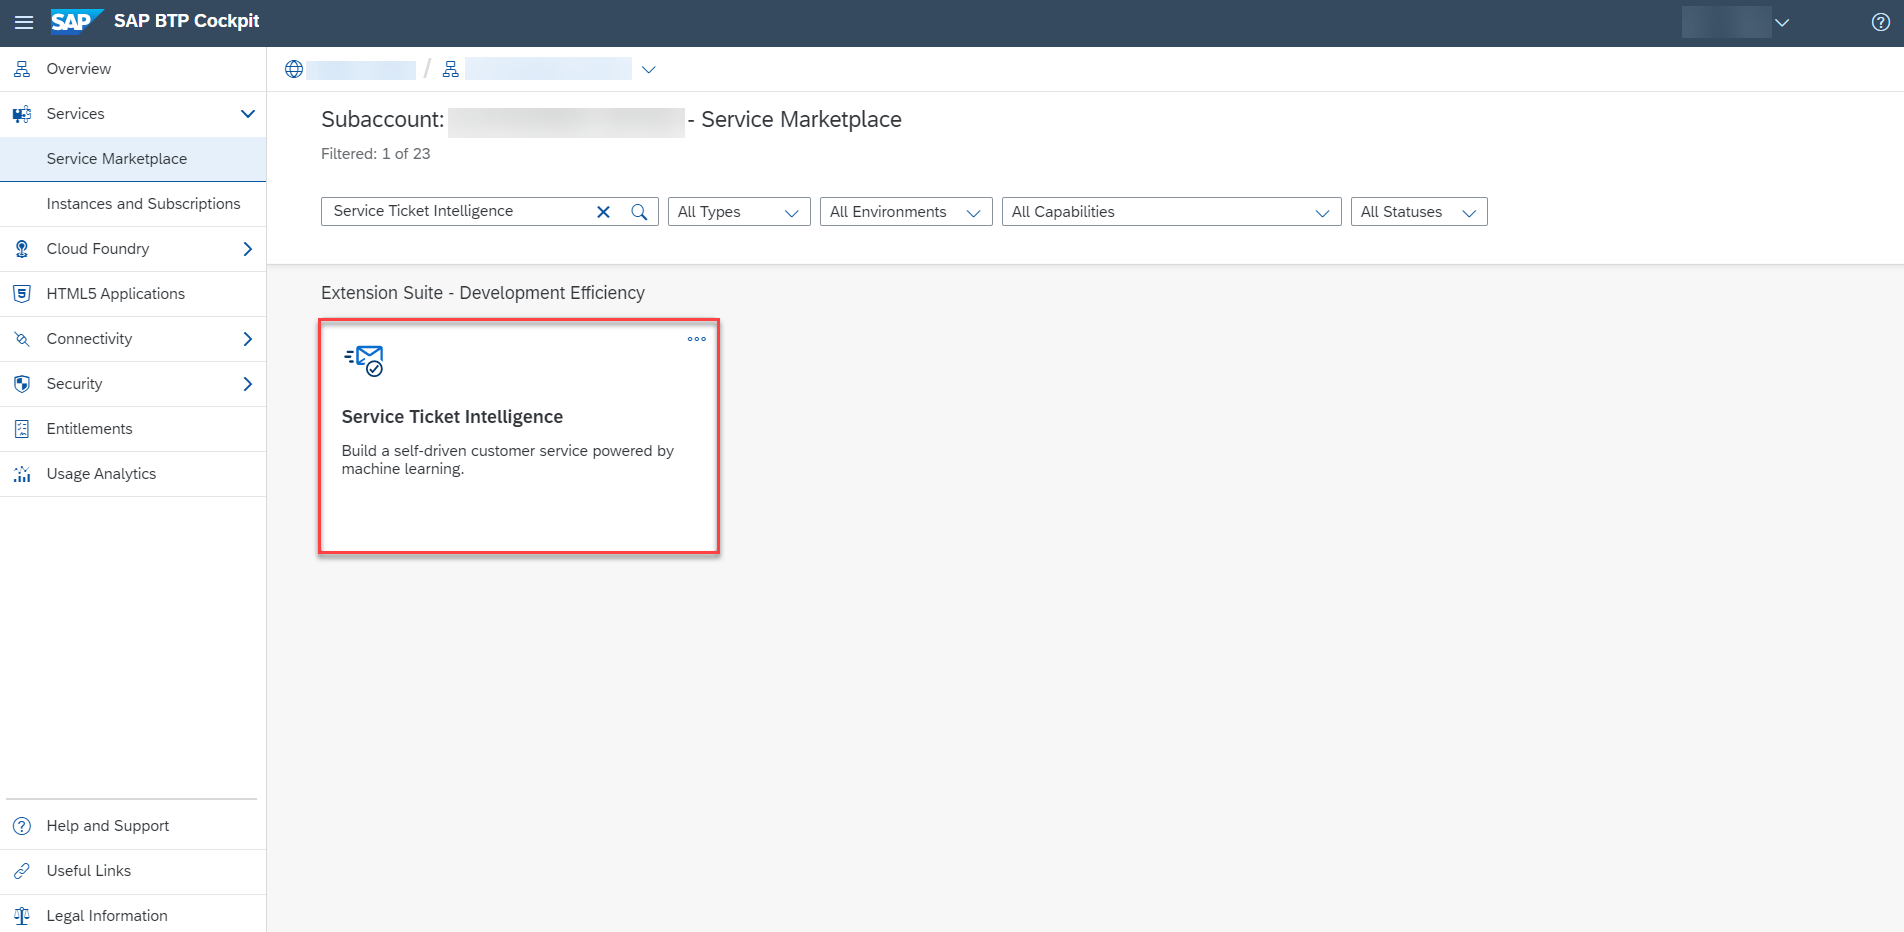 SAP SAP BTP Cockpit
Overview
Services
Service Marketplace
Instances and Subscriptions
Cloud Foundry
HTML5 Applications
Connectivity
Security
Entitlements
Usage Analytics
Help and Support
Useful Links
Legal Information
/
Subaccount: - Service Marketplace
Filtered: 1 of 23
Service Ticket Intelligence
All Types
All Environments
All Capabilities
All Statuses
Extension Suite - Development Efficiency
Service Ticket Intelligence
Build a self-driven customer service powered by
machine learning.